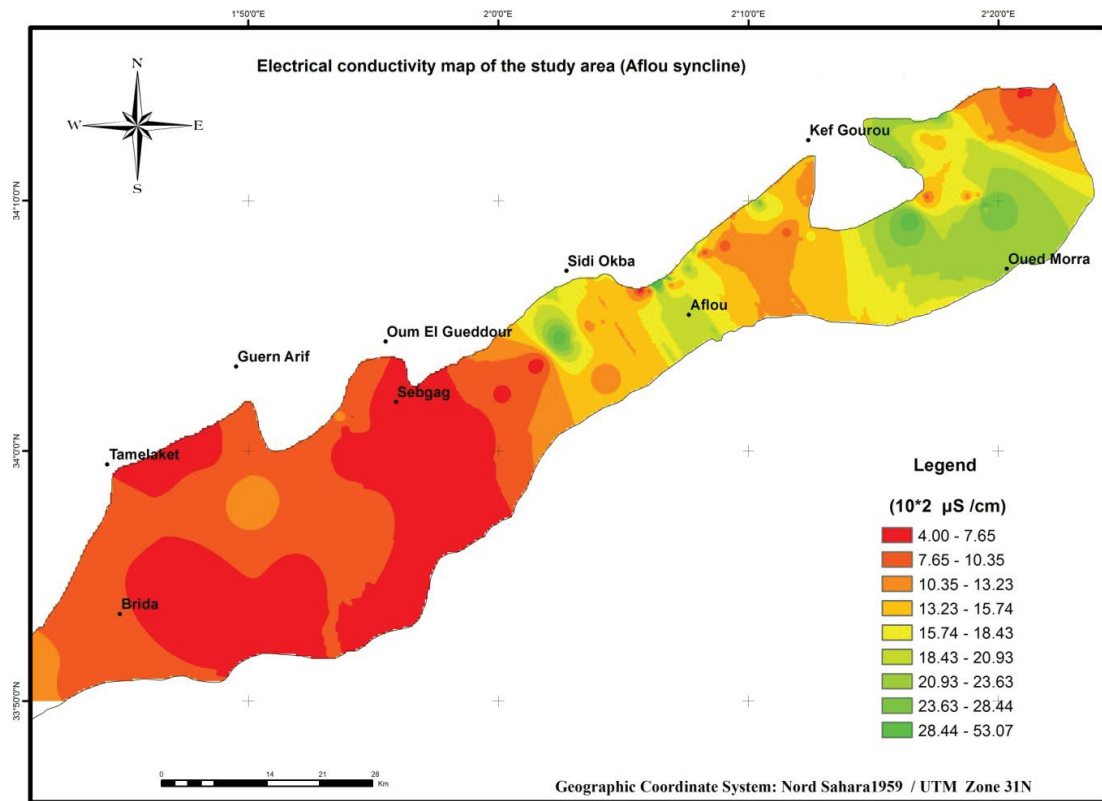 1°50'0"E
2°0'0"E
2°10'0"E
2°20'0"E
Electrical conductivity map of the study area (Aflou syncline)
N
W
E
S
Kef Gourou
34°10'0"N
Oued Morra
Sidi Okba
Aflou
Oum El Gueddour
Guern Arif
Sebgag
34°0'0"N
Tamelaket
Brida
33°50'0"N
Legend
(10*2 µS /cm)
4.00 - 7.65
7.65 - 10.35
10.35 - 13.23
13.23 - 15.74
15.74 - 18.43
18.43 - 20.93
20.93 - 23.63
23.63 - 28.44
28.44 - 53.07
0
14
21
28
Km
Geographic Coordinate System: Nord Sahara1959 / UTM Zone 31N